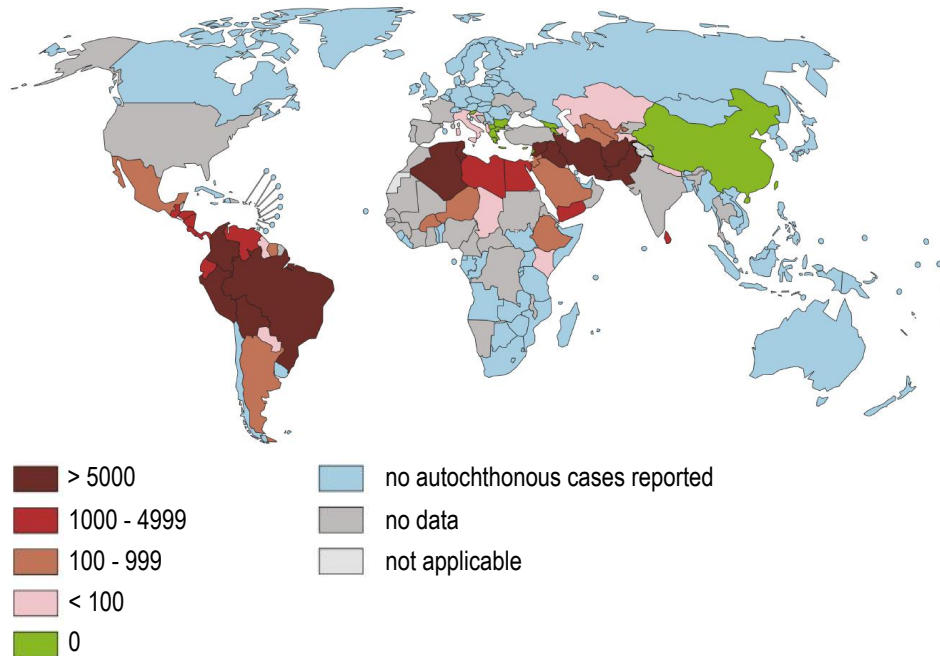 > 5000
1000 - 4999
100 - 999
< 100
0
no autochthonous cases reported
no data
not applicable